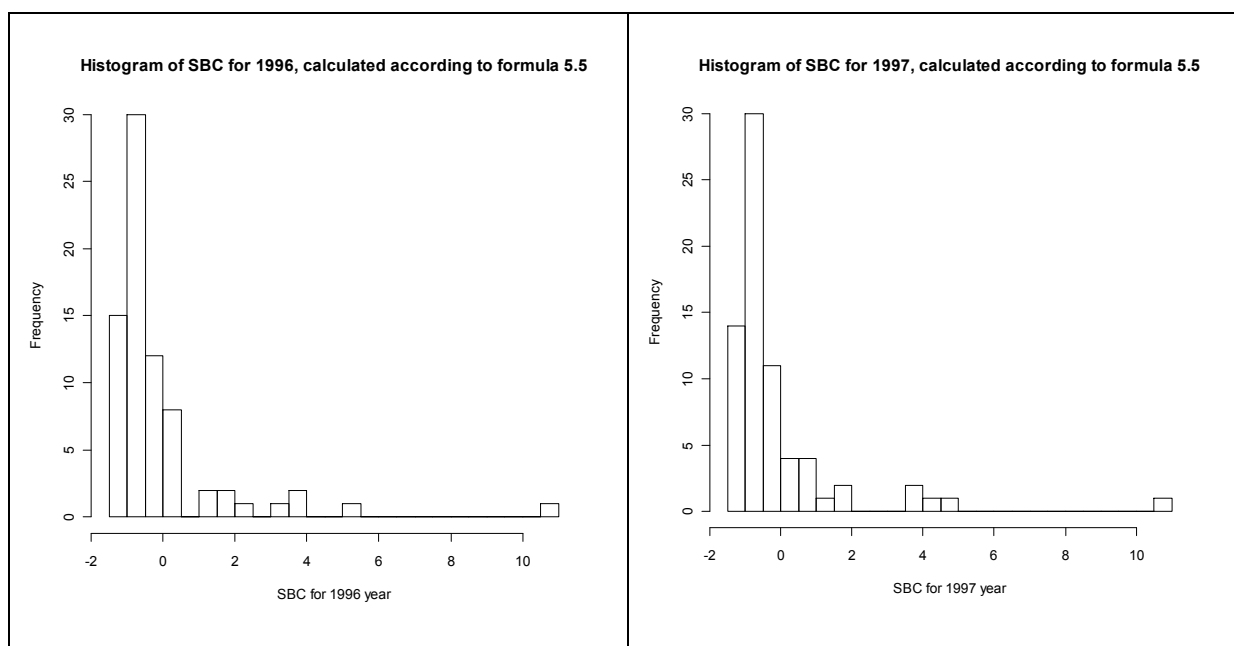 Histogram of SBC for 1996, calculated according to formula 5.5
30
25
20
15
10
5
0
Frequency
-2 0 2 4 6 8 10
SBC for 1996 year
Histogram of SBC for 1997, calculated according to formula 5.5
30
25
20
15
10
5
0
Frequency
-2 0 2 4 6 8 10
SBC for 1997 year